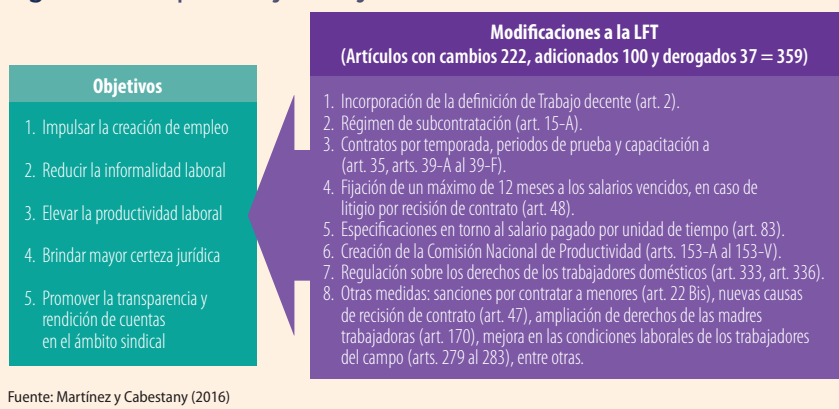 Objetivos
1. Impulsar la creación de empleo
2. Reducir la informalidad laboral
3. Elevar la productividad laboral
4. Brindar mayor certeza jurídica
5. Promover la transparencia y
rendición de cuentas
en el ámbito sindical
Modificaciones a la LFT
(Artículos con cambios 222, adicionados 100 y derogados 37 = 359)
1. Incorporación de la definición de Trabajo decente (art. 2).
2. Régimen de subcontratación (art. 15-A).
3. Contratos por temporada, periodos de prueba y capacitación a
(art. 35, arts. 39-A al 39-F).
4. Fijación de un máximo de 12 meses a los salarios vencidos, en caso de
litigio por recisión de contrato (art. 48).
5. Especificaciones en torno al salario pagado por unidad de tiempo (art. 83).
6. Creación de la Comisión Nacional de Productividad (arts. 153-A al 153-V).
7. Regulación sobre los derechos de los trabajadores domésticos (art. 333, art. 336).
8. Otras medidas: sanciones por contratar a menores (art. 22 Bis), nuevas causas
de recisión de contrato (art. 47), ampliación de derechos de las madres
trabajadoras (art. 170), mejora en las condiciones laborales de los trabajadores
del campo (arts. 279 al 283), entre otras.
Fuente: Martínez y Cabestany (2016)